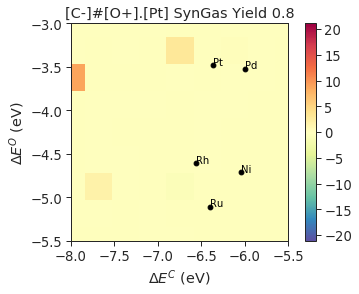 [C-]#[O+].[Pt] SynGas Yield 0.8
−3.0
−3.5
−4.0
−4.5
−5.0
−5.5
ΔE^O (eV)
Pt
Pd
Rh
Ni
Ru
−8.0 −7.5 −7.0 −6.5 −6.0 −5.5
ΔE^C (eV)
20
15
10
5
0
−5
−10
−15
−20